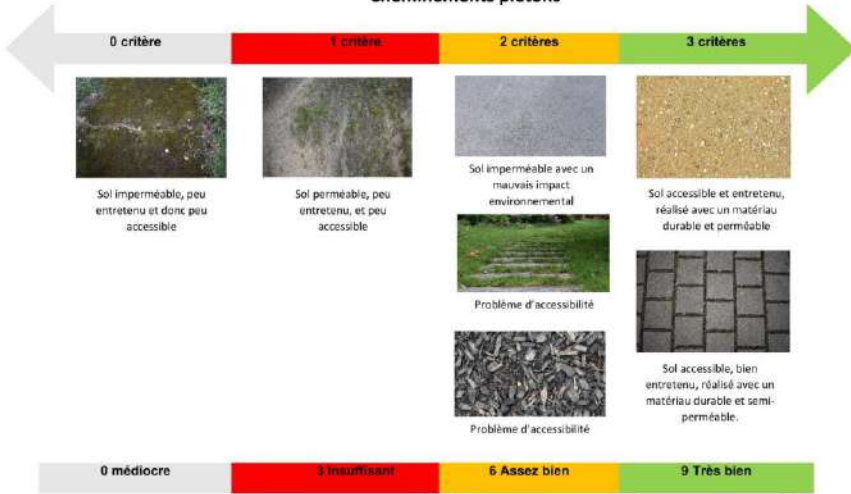 Cheminements piétons
0 critère
1 critère
2 critères
3 critères
Sol imperméable, peu
entretenu et donc peu
accessible
Sol perméable, peu
entretenu, et peu
accessible
Sol imperméable avec un
mauvais impact
environnemental
Problème d'accessibilité
Problème d'accessibilité
Sol accessible et entretenu,
réalisé avec un matériau
durable et perméable
Sol accessible, bien
entretenu, réalisé avec un
matériau durable et semi-
perméable.
0 médiocre
3 Insuffisant
6 Assez bien
9 Très bien